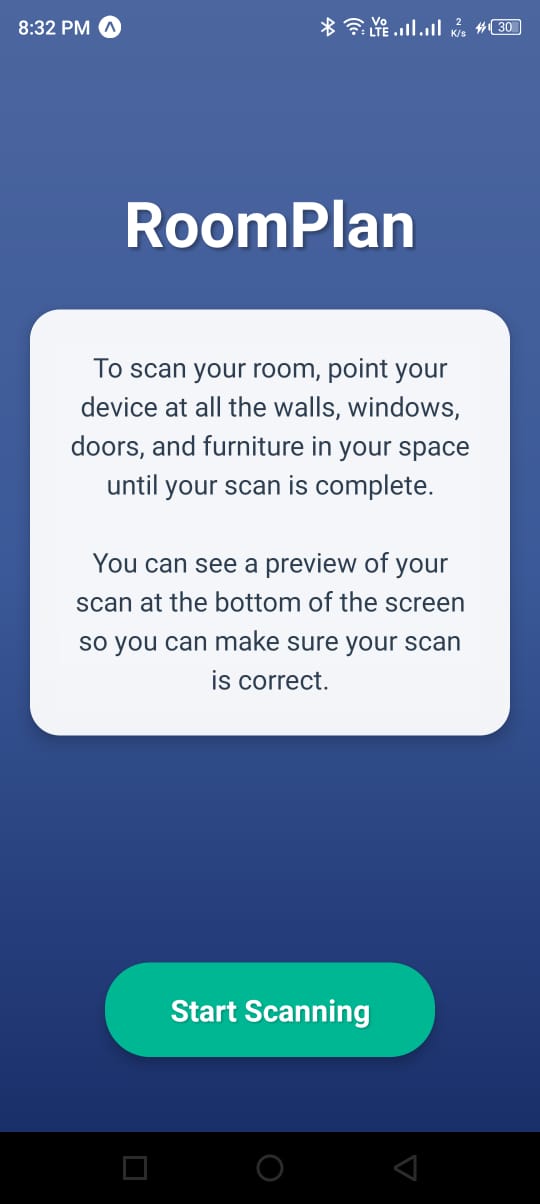 8:32 PM Vo LTE 2 K/s 30
RoomPlan
To scan your room, point your
device at all the walls, windows,
doors, and furniture in your space
until your scan is complete.
You can see a preview of your
scan at the bottom of the screen
so you can make sure your scan
is correct.
Start Scanning